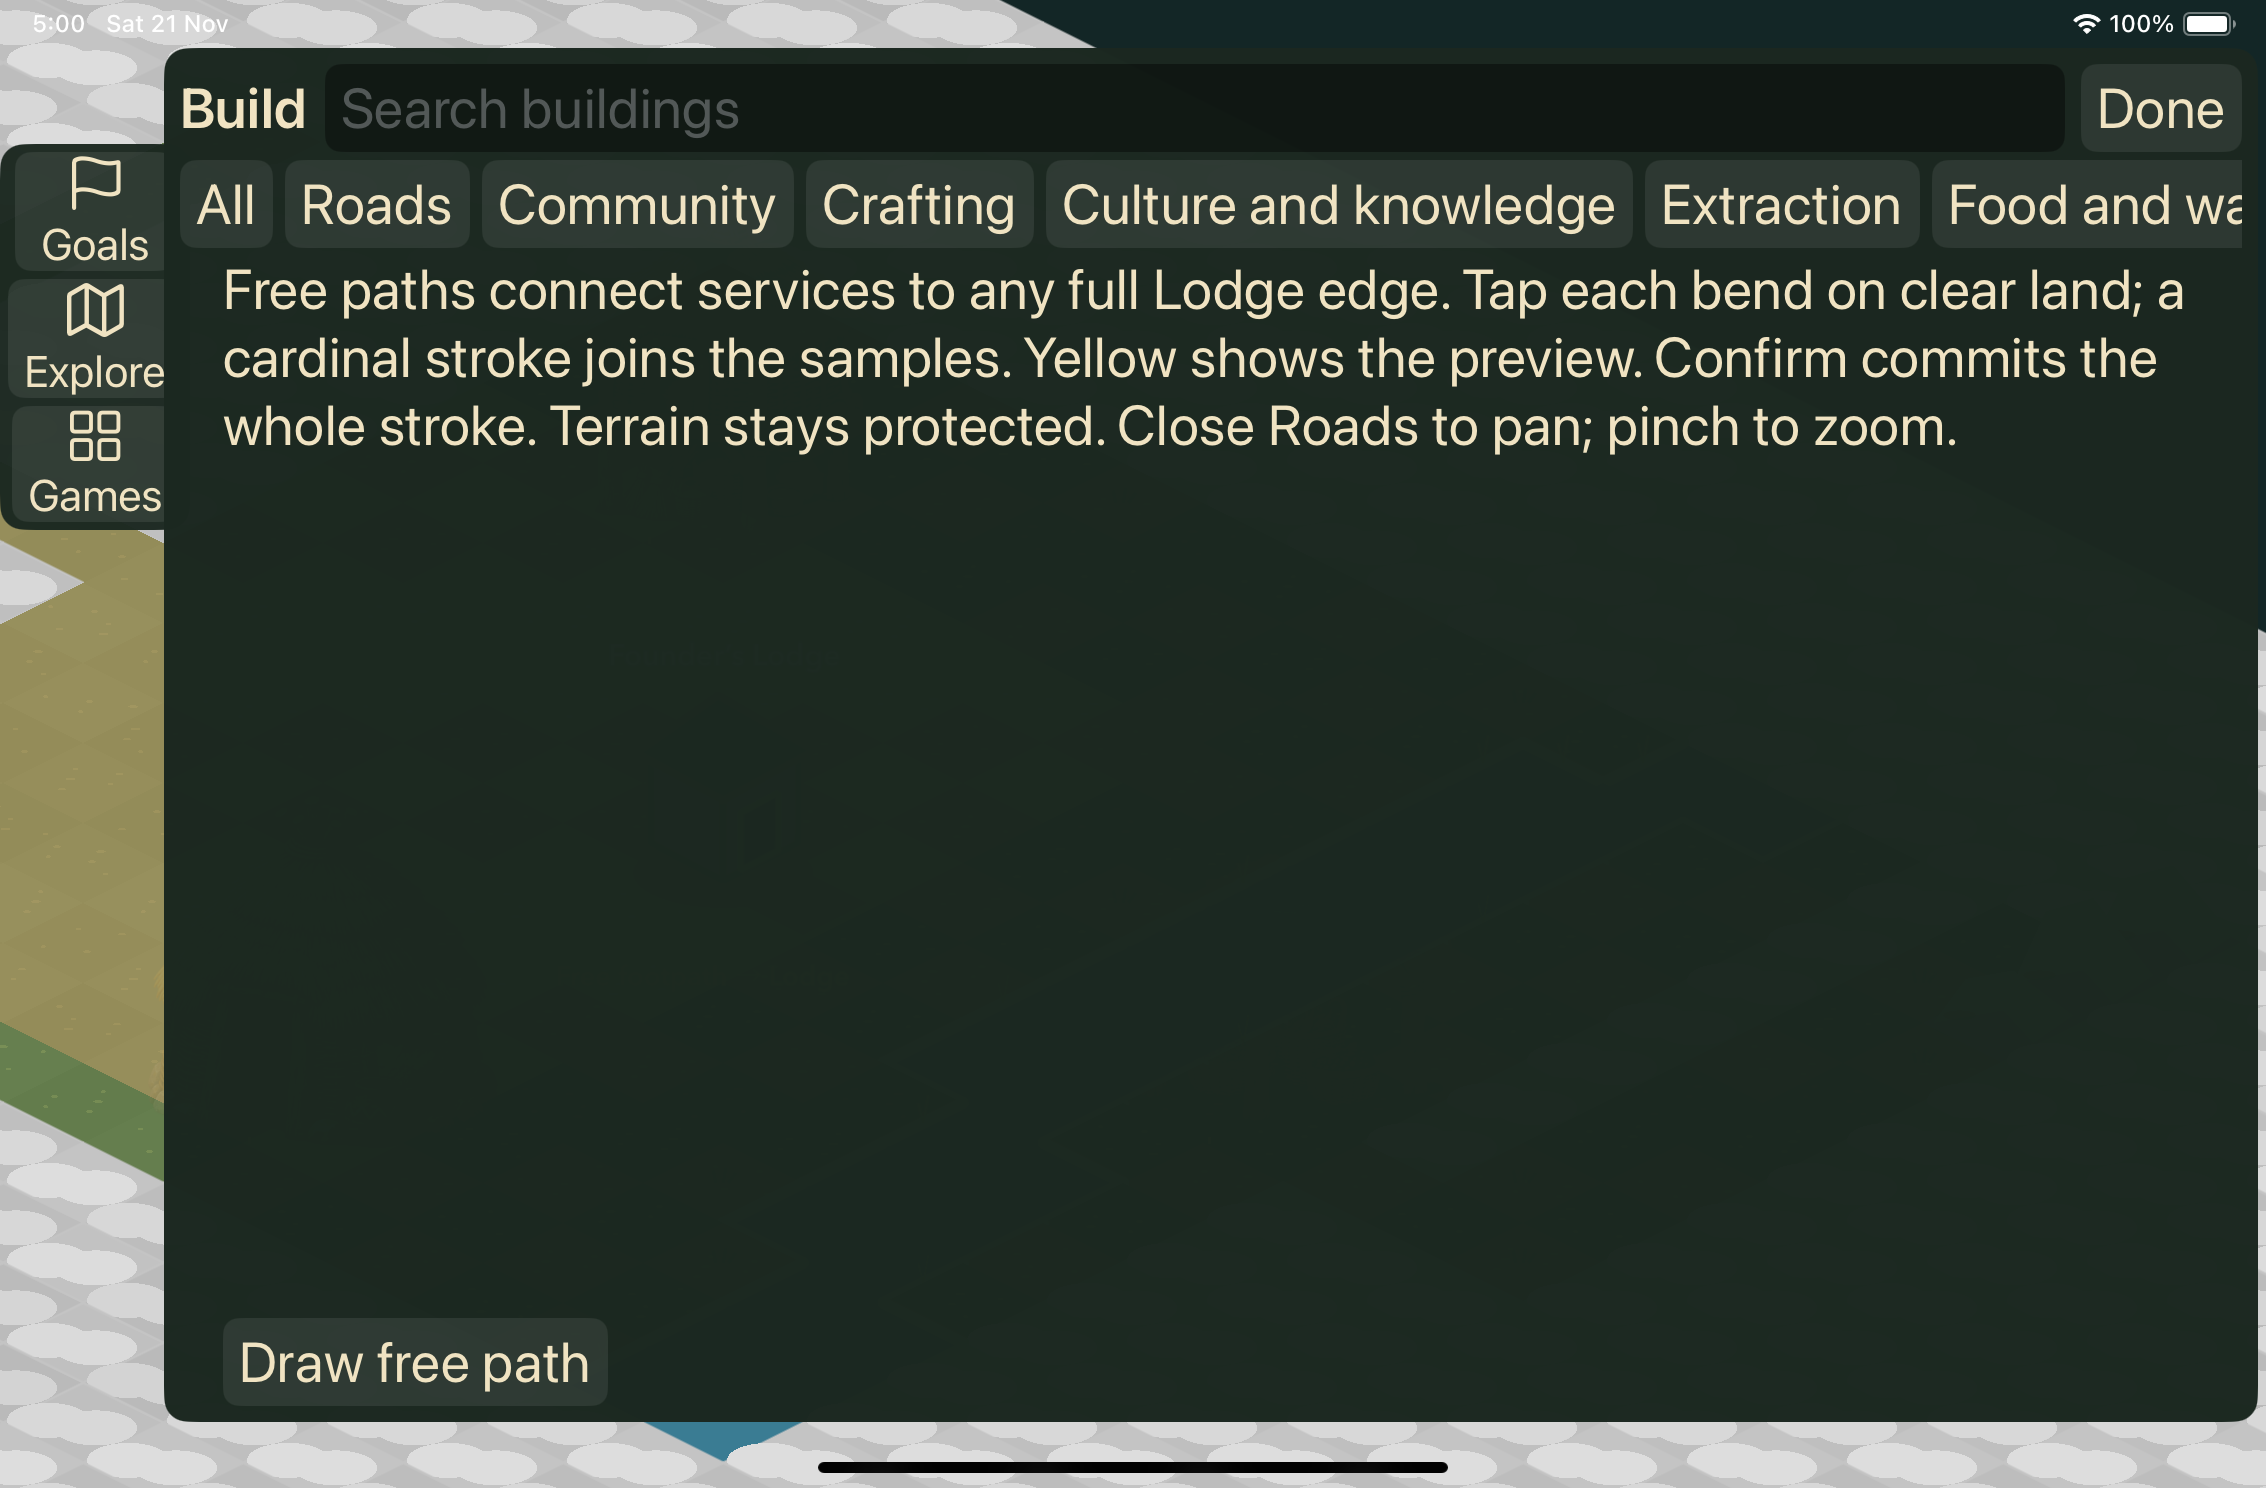 5:00 Sat 21 Nov
100%
Build
Search buildings
Done
Goals
Explore
Games
All
Roads
Community
Crafting
Culture and knowledge
Extraction
Food and wa
Free paths connect services to any full Lodge edge. Tap each bend on clear land; a
cardinal stroke joins the samples. Yellow shows the preview. Confirm commits the
whole stroke. Terrain stays protected. Close Roads to pan; pinch to zoom.
Draw free path